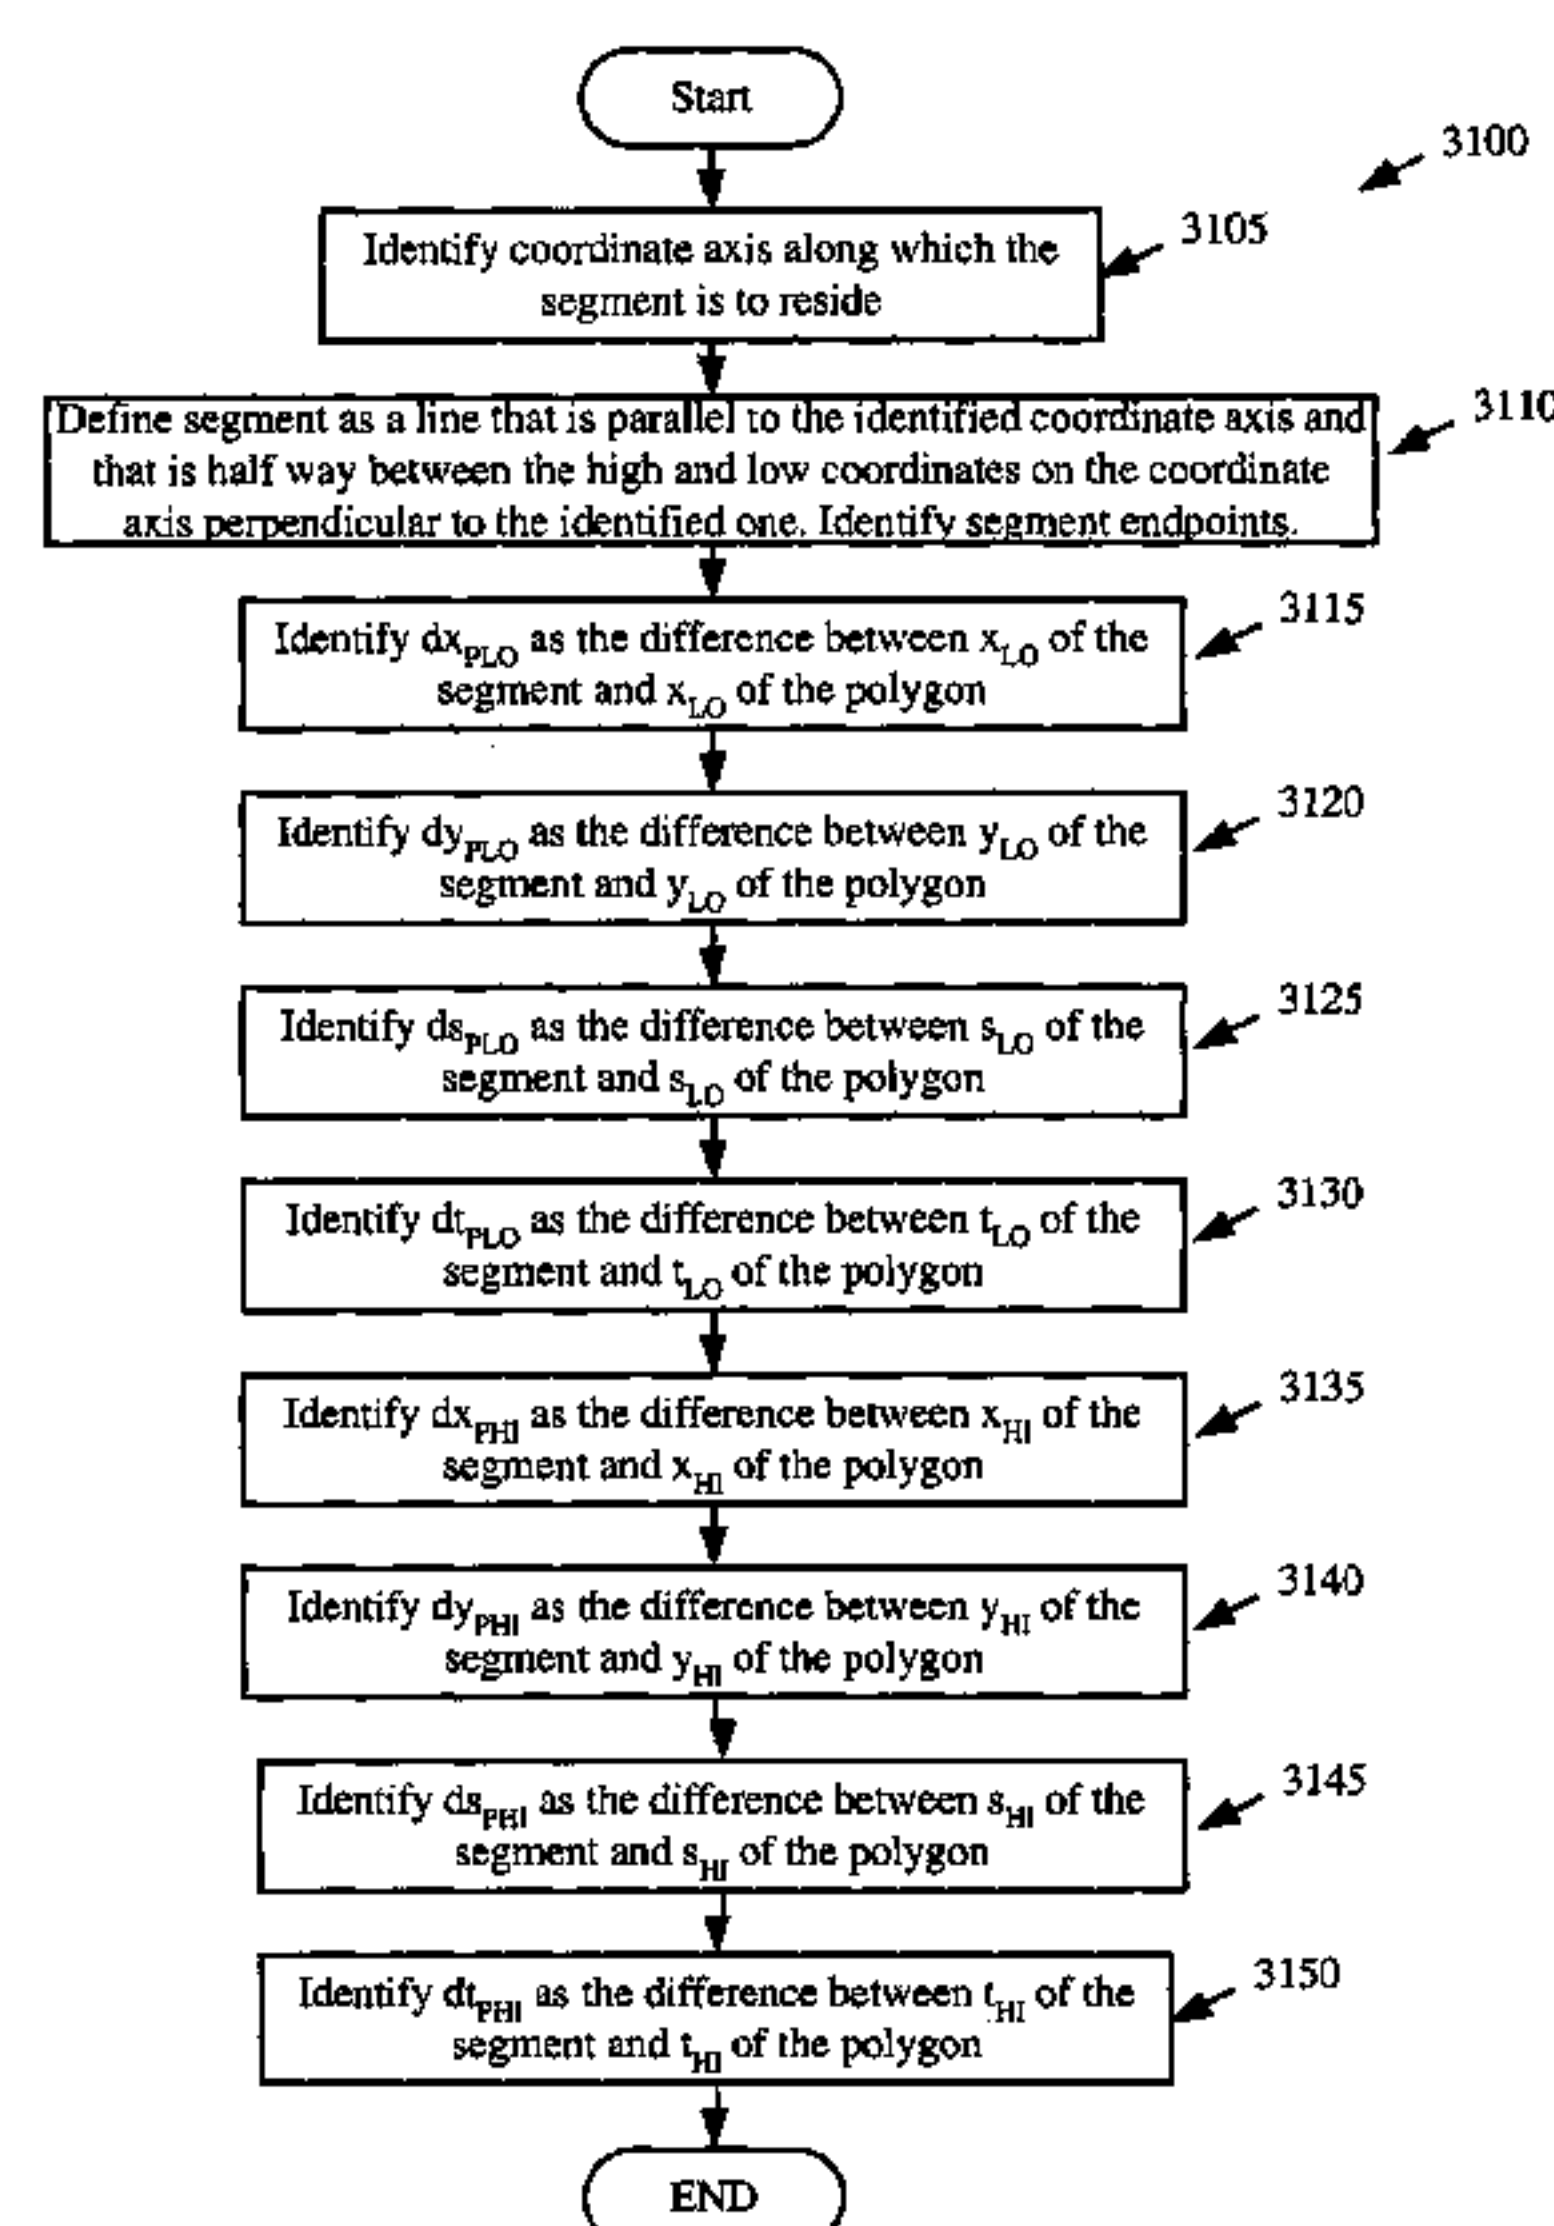 Start
3100
3105
Identify coordinate axis along which the
segment is to reside
3110
Define segment as a line that is parallel to the identified coordinate axis and
that is half way between the high and low coordinates on the coordinate
axis perpendicular to the identified one. Identify segment endpoints.
3115
Identify dxPLO as the difference between xLO of the
segment and xLO of the polygon
3120
Identify dyPLO as the difference between yLO of the
segment and yLO of the polygon
3125
Identify dsPLO as the difference between sLO of the
segment and sLO of the polygon
3130
Identify dtPLO as the difference between tLO of the
segment and tLO of the polygon
3135
Identify dxPHI as the difference between xHI of the
segment and xHI of the polygon
3140
Identify dyPHI as the difference between yHI of the
segment and yHI of the polygon
3145
Identify dsPHI as the difference between sHI of the
segment and sHI of the polygon
3150
Identify dtPHI as the difference between tHI of the
segment and tHI of the polygon
END